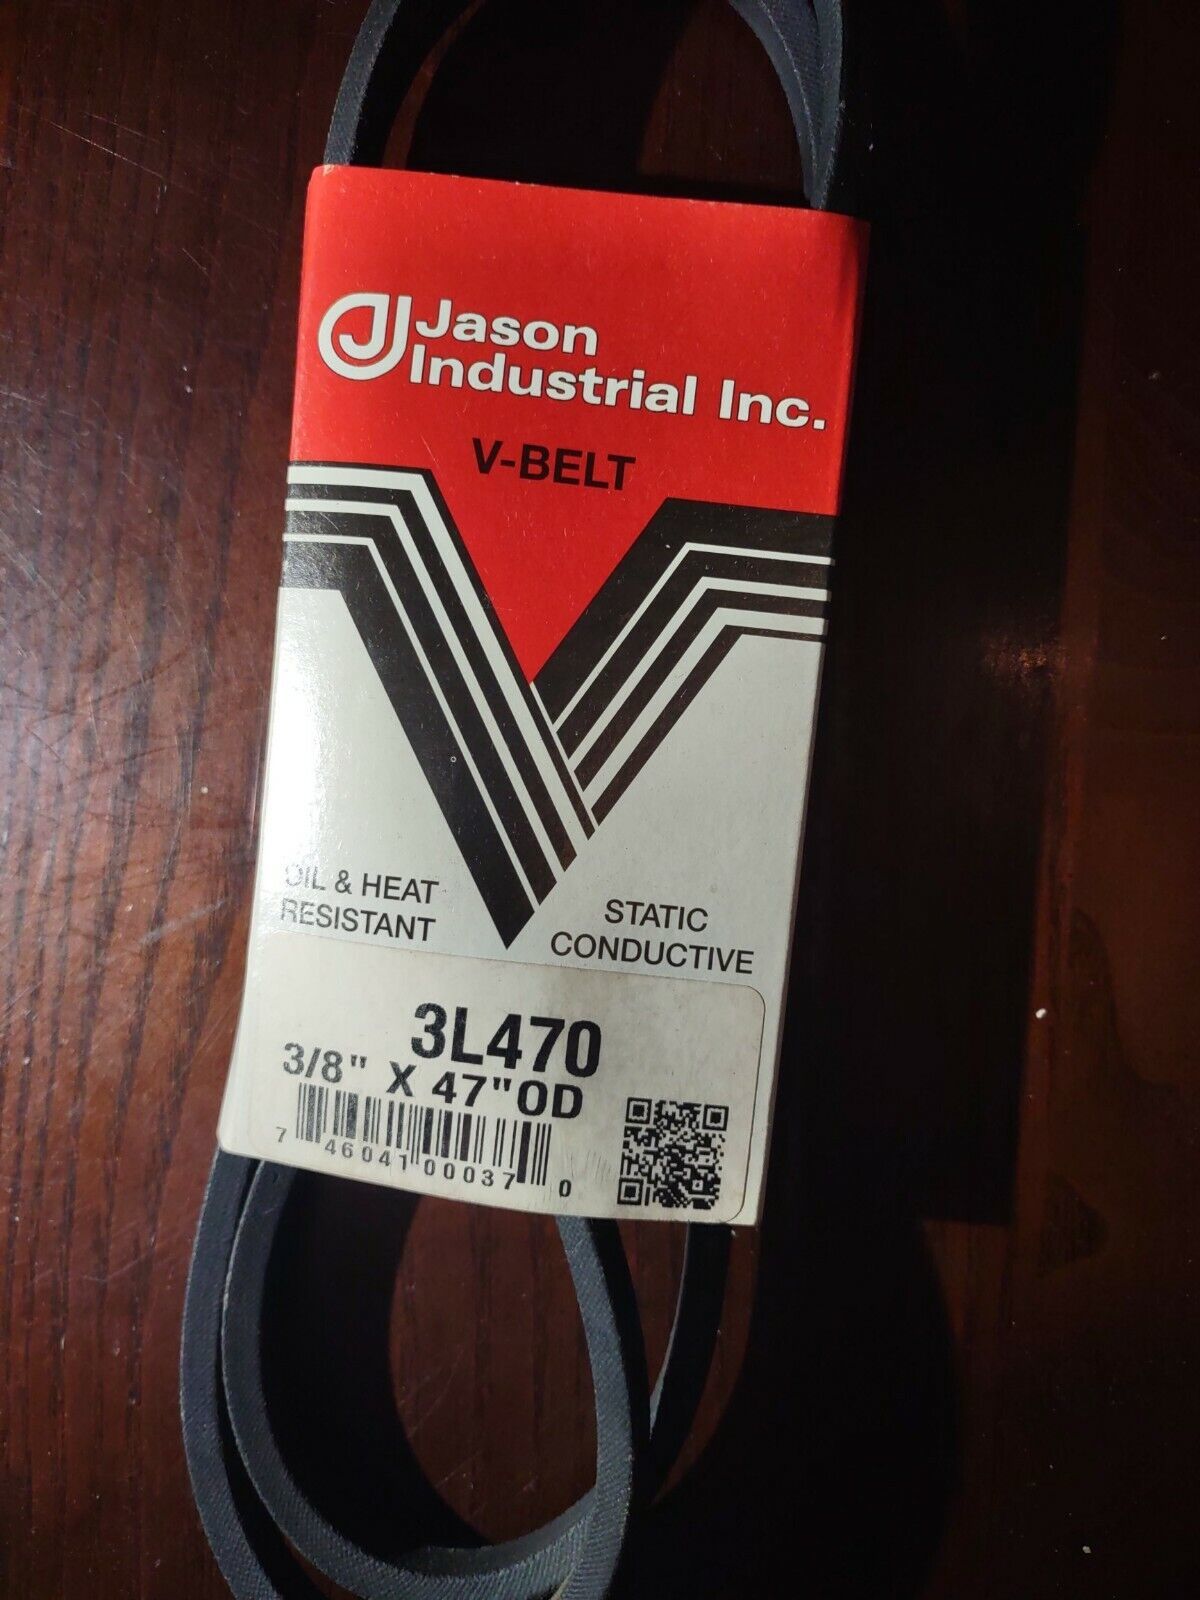 Jason
Industrial Inc.
V-BELT
OIL & HEAT
RESISTANT
STATIC
CONDUCTIVE
3L470
3/8" X 47"OD
7 46041 00037 0